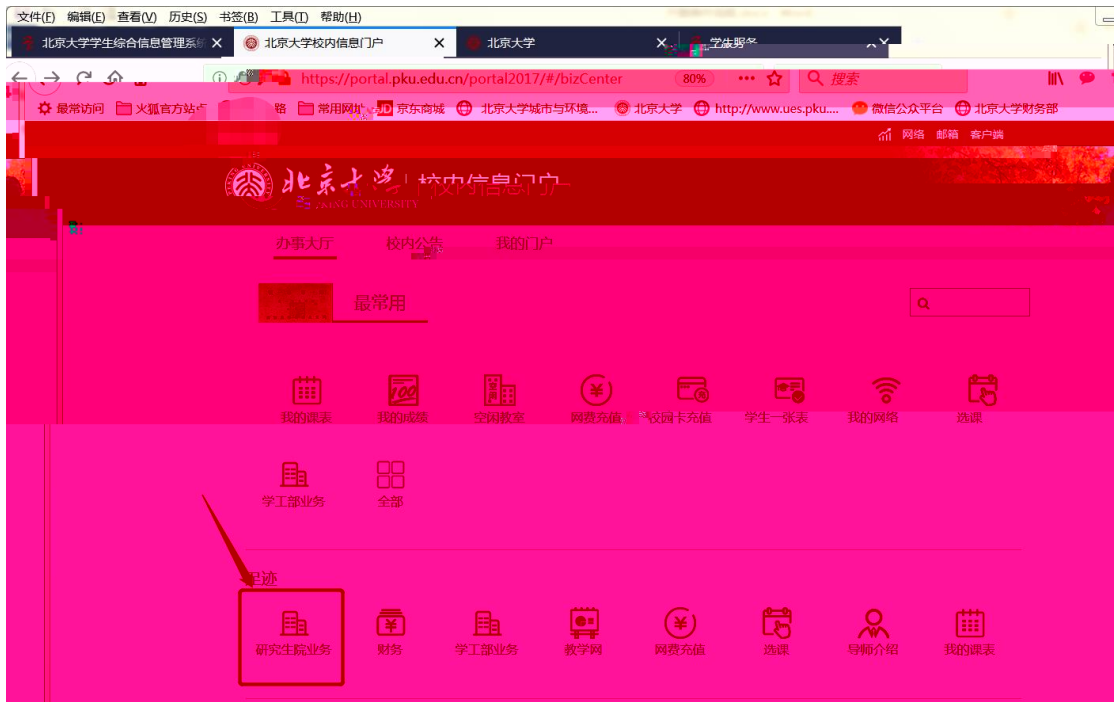 文件(F) 编辑(E) 查看(V) 历史(S) 书签(B) 工具(T) 帮助(H)
北京大学学生综合信息管理系统 北京大学校内信息门户 北京大学 学生服务
https://portal.pku.edu.cn/portal2017/#/bizCenter 80% 搜索
最常访问 火狐官方站点 常用网址 JD 京东商城 北京大学城市与环境... 北京大学 http://www.ues.pku.... 微信公众平台 北京大学财务部
网络 邮箱 客户端
北京大学 校内信息门户
UNIVERSITY
办事大厅 校内公告 我的门户
最常用
我的课表 我的成绩 空闲教室 网费充值 校园卡充值 学生一张表 我的网络 选课
学工部业务 全部
足迹
研究生院业务 财务 学工部业务 教学网 网费充值 选课 导师介绍 我的课表